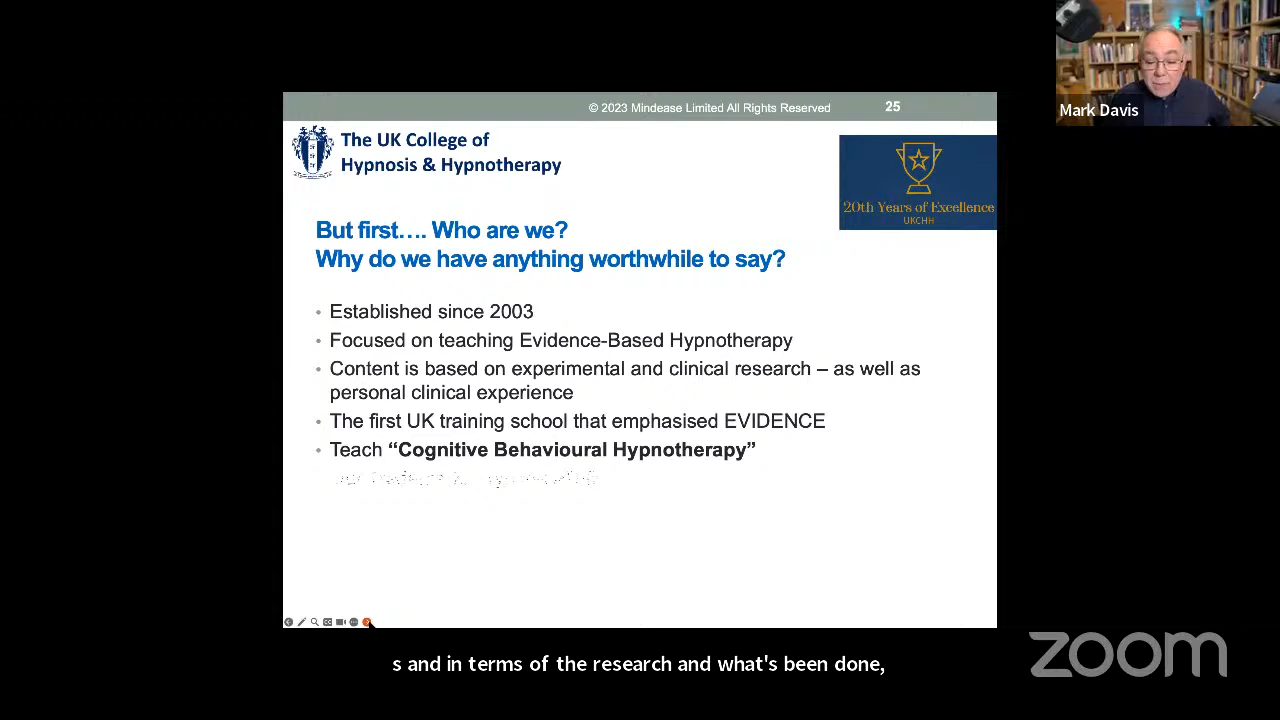 © 2023 Mindease Limited All Rights Reserved 25
Mark Davis
The UK College of
Hypnosis & Hypnotherapy
20th Years of Excellence
UKCHH
But first…. Who are we?
Why do we have anything worthwhile to say?
• Established since 2003
• Focused on teaching Evidence-Based Hypnotherapy
• Content is based on experimental and clinical research – as well as
personal clinical experience
• The first UK training school that emphasised EVIDENCE
• Teach “Cognitive Behavioural Hypnotherapy”
s and in terms of the research and what's been done,
zoom